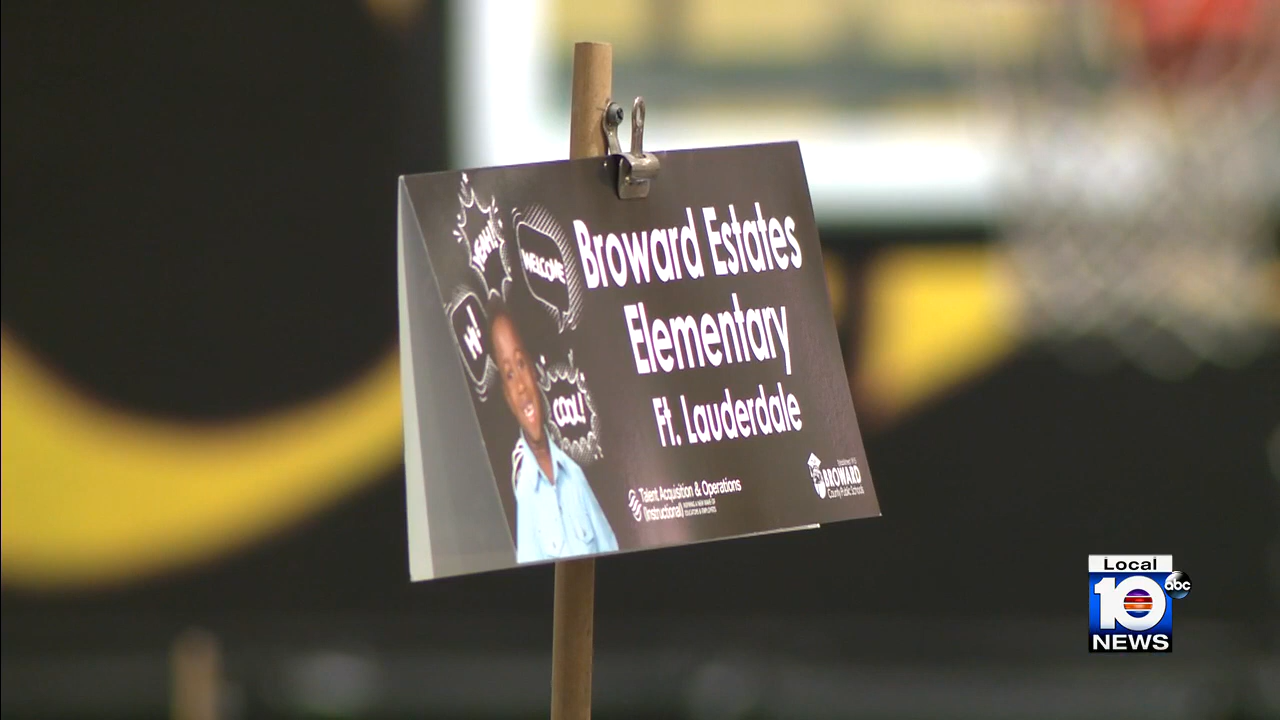 YEAH!
WELCOME
Hi!
COOL!
Broward Estates
Elementary
Ft. Lauderdale
Talent Acquisition & Operations
(Instructional)
BROWARD
County Public Schools
Local
10 abc
NEWS